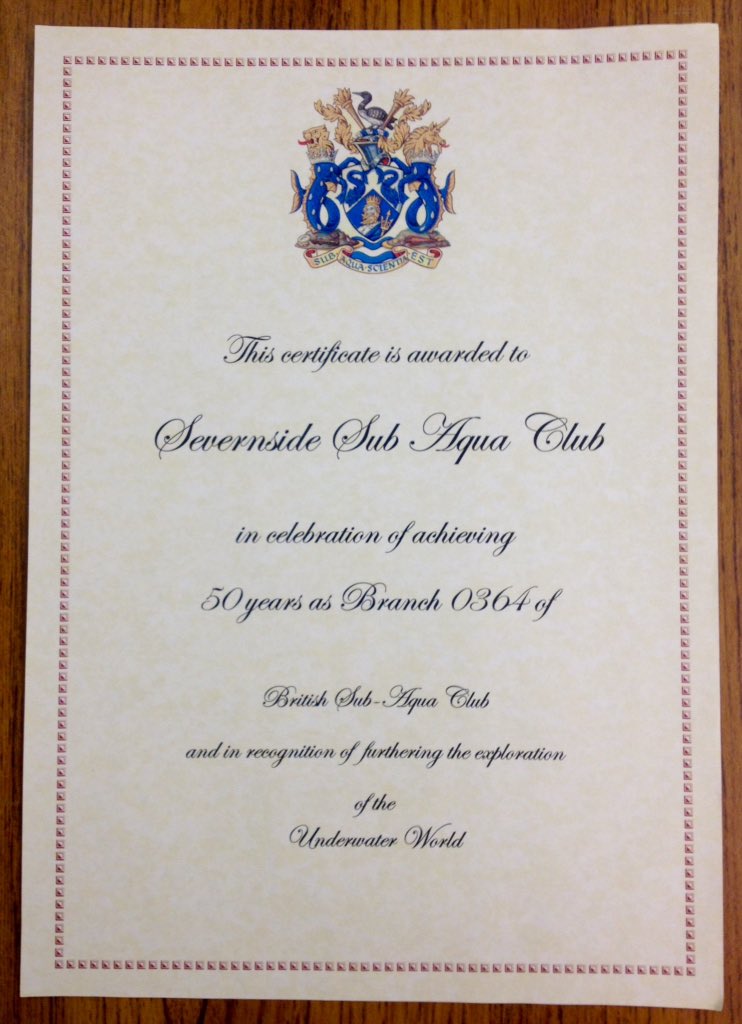 SUB AQUA SCIENTIA EST
This certificate is awarded to
Severnside Sub Aqua Club
in celebration of achieving
50 years as Branch 0364 of
British Sub-Aqua Club
and in recognition of furthering the exploration
of the
Underwater World